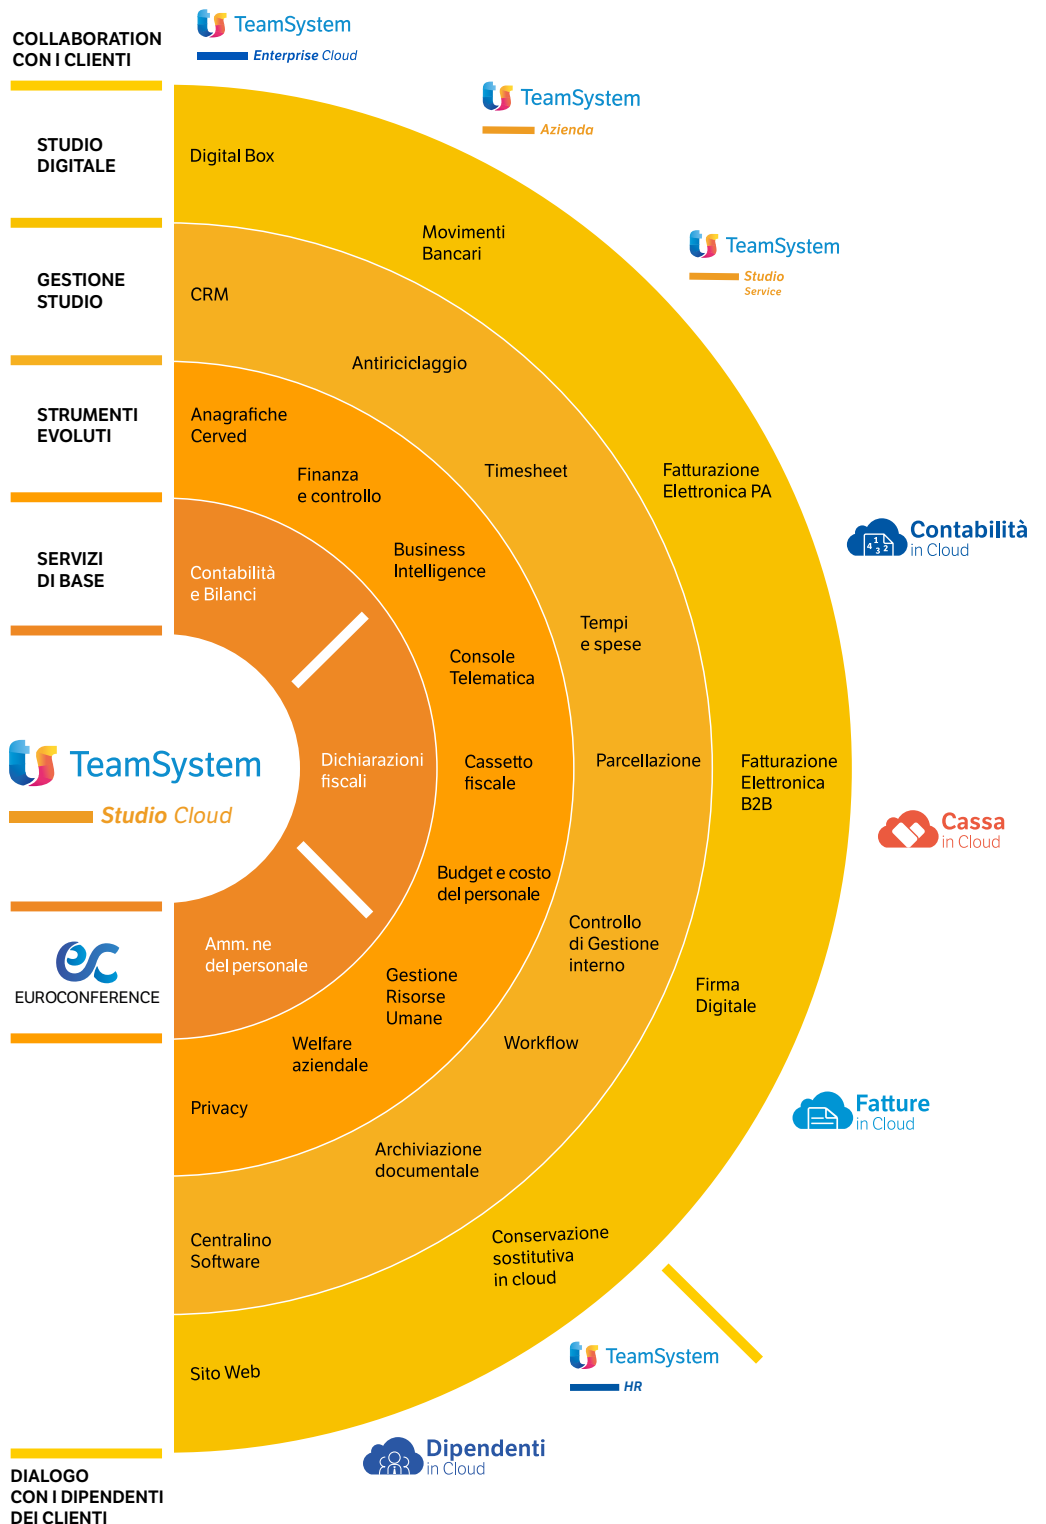 COLLABORATION
CON I CLIENTI
TeamSystem
Enterprise Cloud
TeamSystem
Azienda
TeamSystem
Studio
Service
STUDIO
DIGITALE
Digital Box
Movimenti
Bancari
Fatturazione
Elettronica PA
Fatturazione
Elettronica
B2B
Firma
Digitale
Conservazione
sostitutiva
in cloud
Sito Web
GESTIONE
STUDIO
CRM
Antiriciclaggio
Timesheet
Tempi
e spese
Parcellazione
Controllo
di Gestione
interno
Workflow
Archiviazione
documentale
Centralino
Software
STRUMENTI
EVOLUTI
Anagrafiche
Cerved
Finanza
e controllo
Business
Intelligence
Console
Telematica
Cassetto
fiscale
Budget e costo
del personale
Gestione
Risorse
Umane
Welfare
aziendale
Privacy
SERVIZI
DI BASE
Contabilità
e Bilanci
Dichiarazioni
fiscali
Amm. ne
del personale
TeamSystem
Studio Cloud
ec
EUROCONFERENCE
1
4 3 2
Contabilità
in Cloud
Cassa
in Cloud
Fatture
in Cloud
TeamSystem
HR
Dipendenti
in Cloud
DIALOGO
CON I DIPENDENTI
DEI CLIENTI